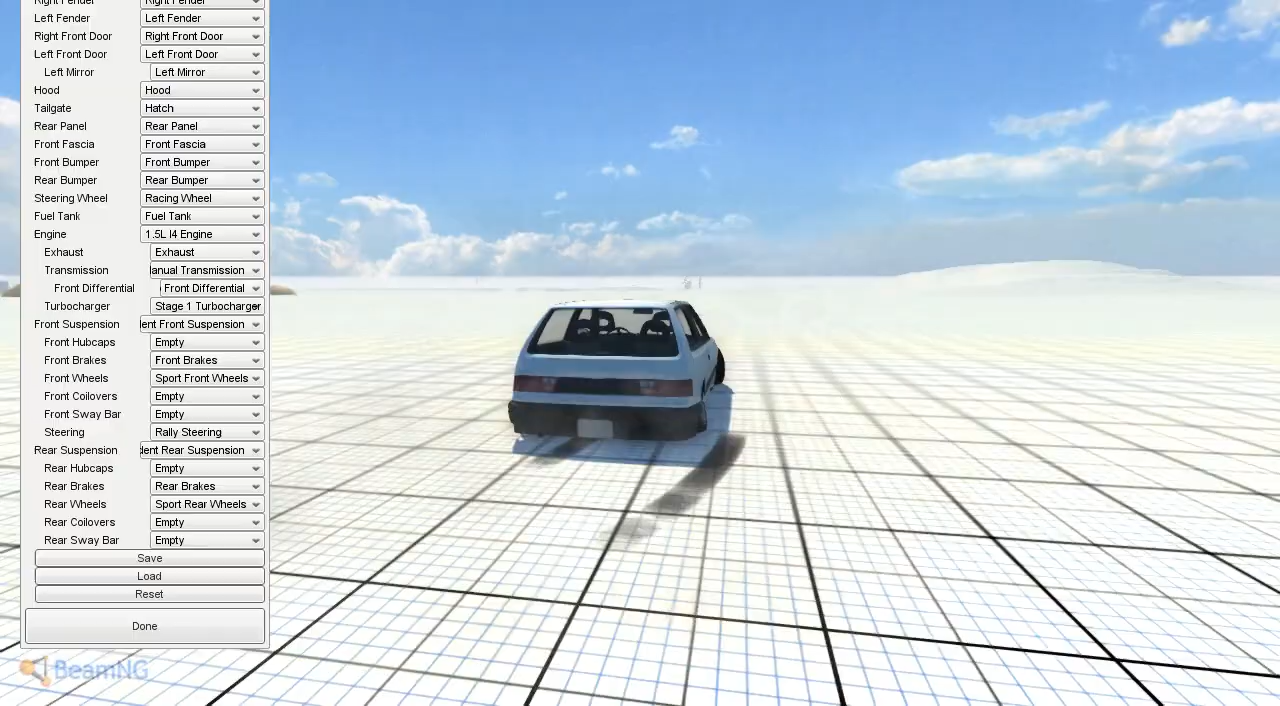 Right Fender Right Fender
Left Fender Left Fender
Right Front Door Right Front Door
Left Front Door Left Front Door
Left Mirror Left Mirror
Hood Hood
Tailgate Hatch
Rear Panel Rear Panel
Front Fascia Front Fascia
Front Bumper Front Bumper
Rear Bumper Rear Bumper
Steering Wheel Racing Wheel
Fuel Tank Fuel Tank
Engine 1.5L I4 Engine
Exhaust Exhaust
Transmission anual Transmission
Front Differential Front Differential
Turbocharger Stage 1 Turbocharger
Front Suspension dent Front Suspension
Front Hubcaps Empty
Front Brakes Front Brakes
Front Wheels Sport Front Wheels
Front Coilovers Empty
Front Sway Bar Empty
Steering Rally Steering
Rear Suspension dent Rear Suspension
Rear Hubcaps Empty
Rear Brakes Rear Brakes
Rear Wheels Sport Rear Wheels
Rear Coilovers Empty
Rear Sway Bar Empty
Save
Load
Reset
Done
BeamNG